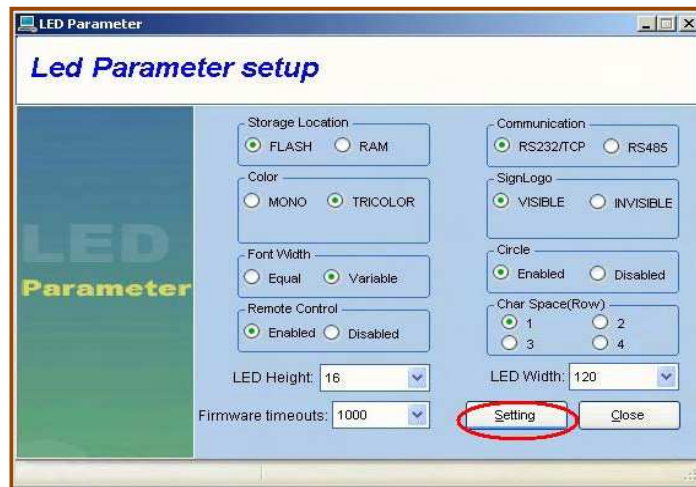 LED Parameter
Led Parameter setup
LED
Parameter
Storage Location
FLASH RAM
Color
MONO TRICOLOR
Font Width
Equal Variable
Remote Control
Enabled Disabled
LED Height: 16
Firmware timeouts: 1000
Communication
RS232/TCP RS485
SignLogo
VISIBLE INVISIBLE
Circle
Enabled Disabled
Char Space(Row)
1 2
3 4
LED Width: 120
Setting Close